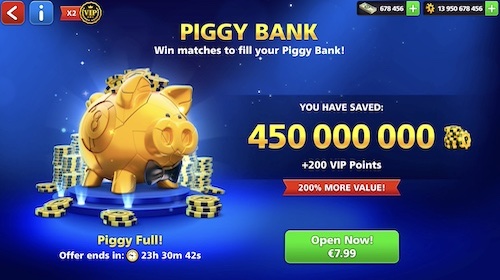 X2
VIP
678 456
13 950 678 456
PIGGY BANK
Win matches to fill your Piggy Bank!
YOU HAVE SAVED:
450 000 000
+200 VIP Points
200% MORE VALUE!
Piggy Full!
Offer ends in: 23h 30m 42s
Open Now!
€7.99